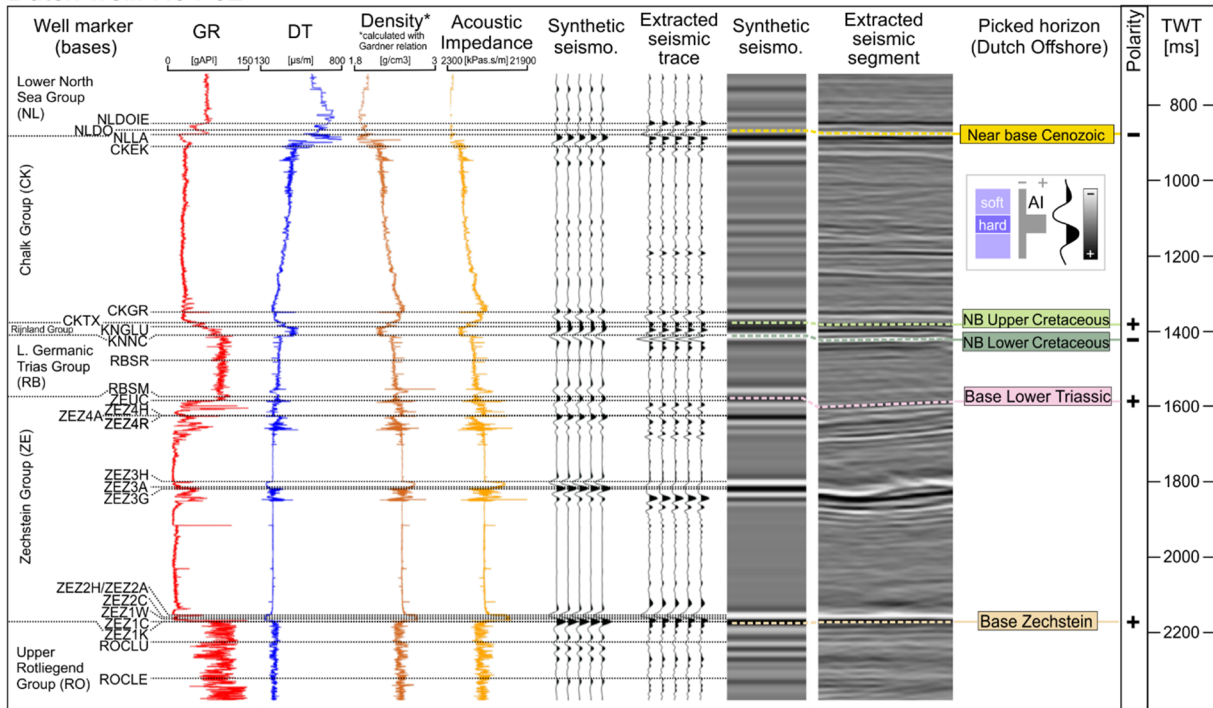 Well marker
(bases)
GR
DT
Density*
*calculated with
Gardner relation
Acoustic
Impedance
Synthetic
seismo.
Extracted
seismic
trace
Synthetic
seismo.
Extracted
seismic
segment
Picked horizon
(Dutch Offshore)
Polarity
TWT
[ms]
0 [gAPI] 150
130 [µs/m] 800
1.8 [g/cm3] 3
2300 [kPas.s/m] 21900
Lower North
Sea Group
(NL)
NLDOIE
NLDO
NLLA
CKEK
Chalk Group (CK)
CKGR
CKTX
Rijnland Group
KNGLU
KNNC
L. Germanic
Trias Group
(RB)
RBSR
RBSM
ZEUC
ZEZ4H
ZEZ4A
ZEZ4R
Zechstein Group (ZE)
ZEZ3H
ZEZ3A
ZEZ3G
ZEZ2H/ZEZ2A
ZEZ2C
ZEZ1W
ZEZ1C
ZEZ1K
Upper
Rotliegend
Group (RO)
ROCLU
ROCLE
Near base Cenozoic
−
soft
hard
− +
AI
−
+
NB Upper Cretaceous
+
NB Lower Cretaceous
−
Base Lower Triassic
+
Base Zechstein
+
800
1000
1200
1400
1600
1800
2000
2200